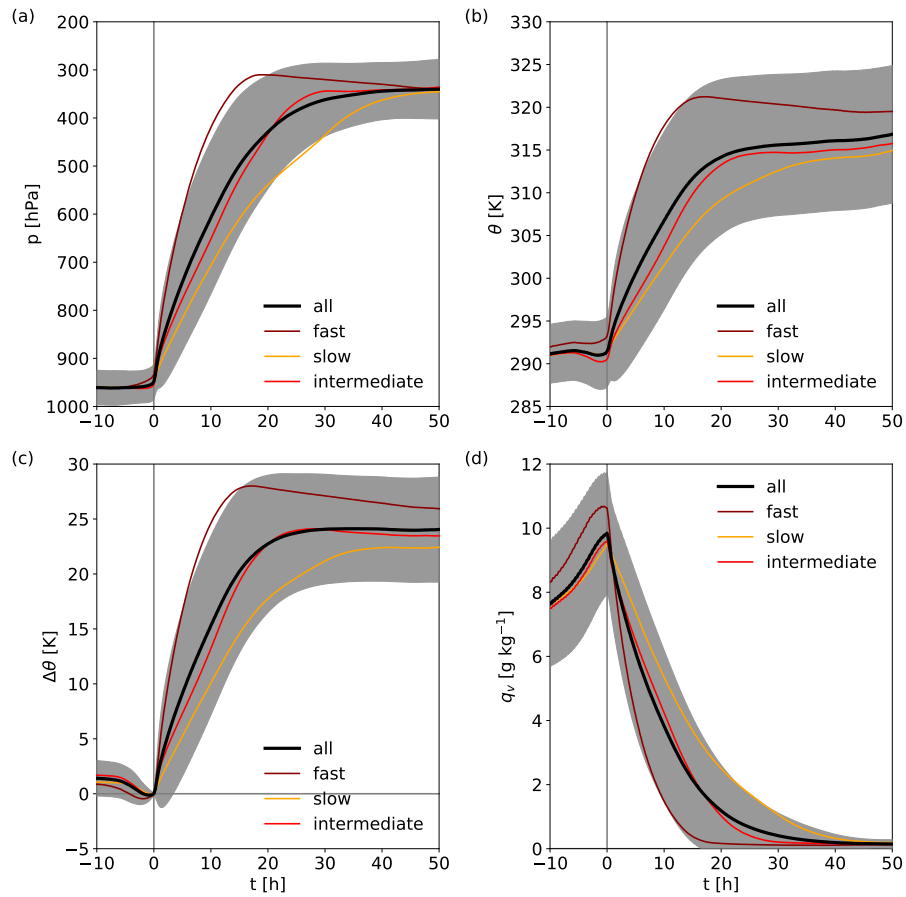 (a)
200
300
400
500
600
700
800
900
1000
p [hPa]
−10 0 10 20 30 40 50
all
fast
slow
intermediate
(b)
330
325
320
315
310
305
300
295
290
285
θ [K]
−10 0 10 20 30 40 50
all
fast
slow
intermediate
(c)
30
25
20
15
10
5
0
−5
Δθ [K]
−10 0 10 20 30 40 50
t [h]
all
fast
slow
intermediate
(d)
12
10
8
6
4
2
0
qᵥ [g kg⁻¹]
−10 0 10 20 30 40 50
t [h]
all
fast
slow
intermediate